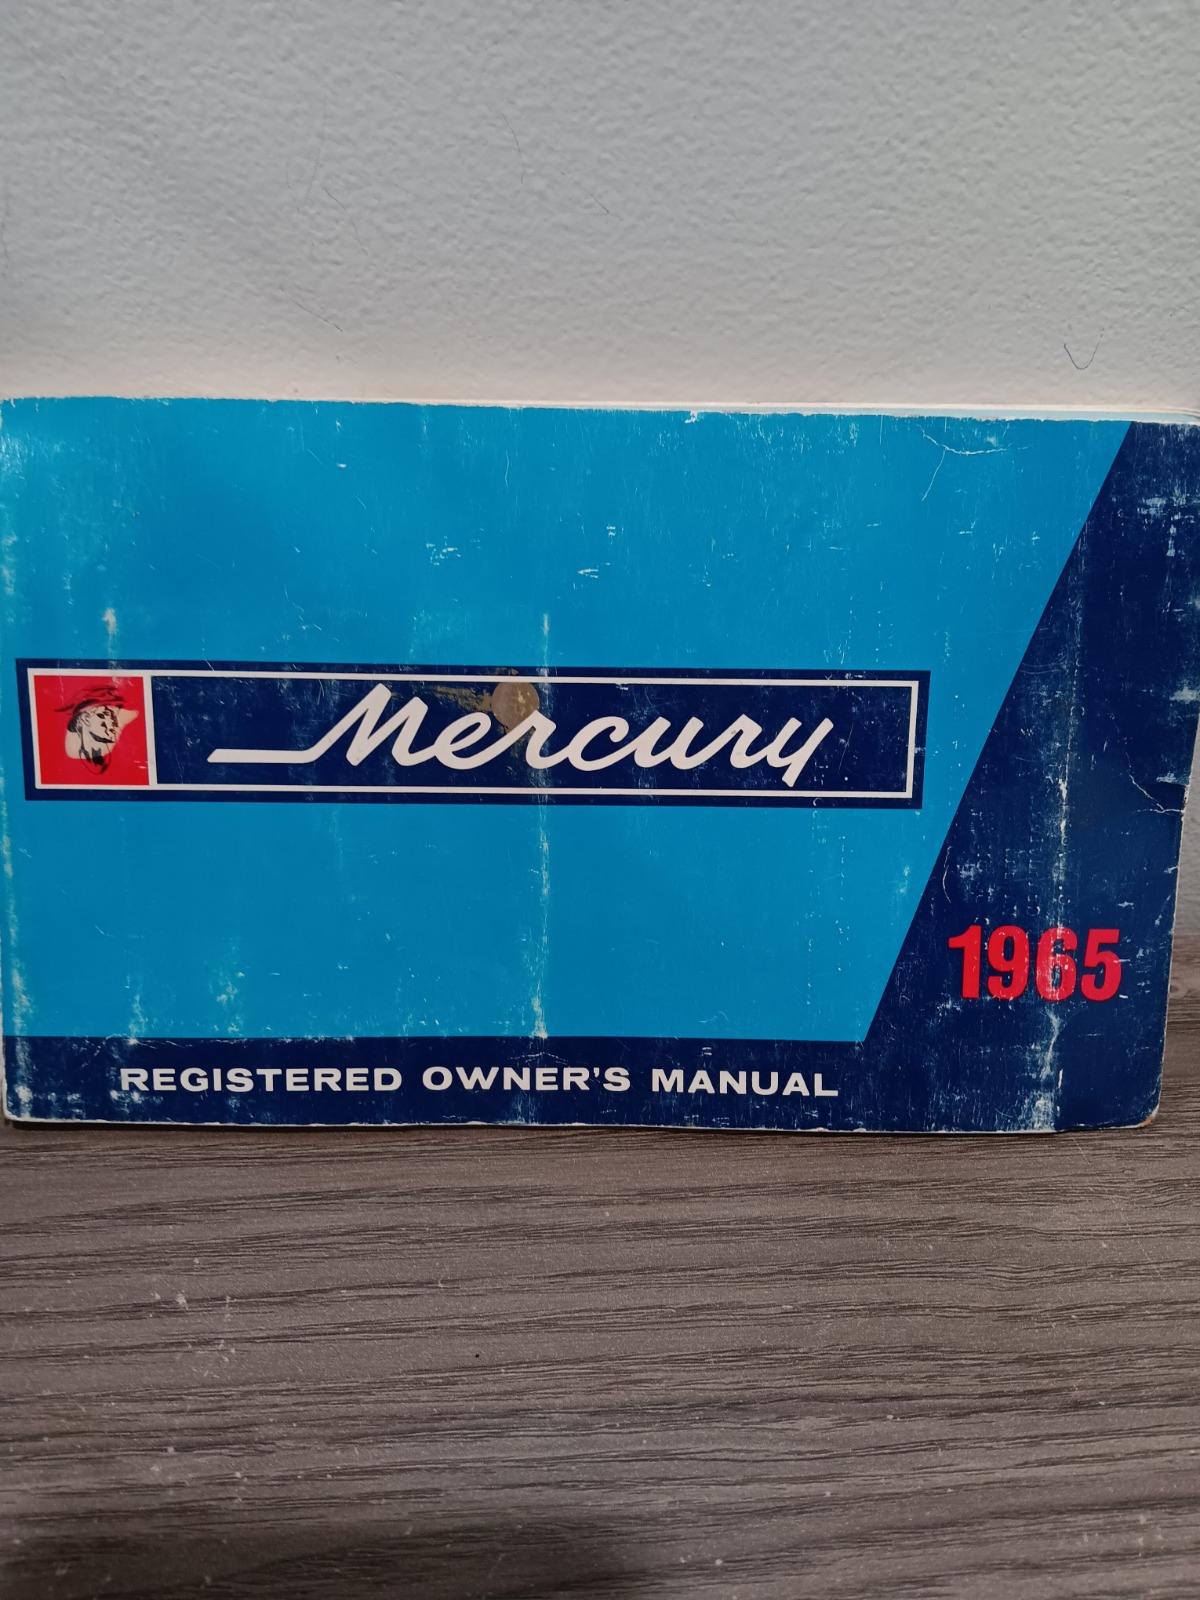 Mercury
1965
REGISTERED OWNER'S MANUAL